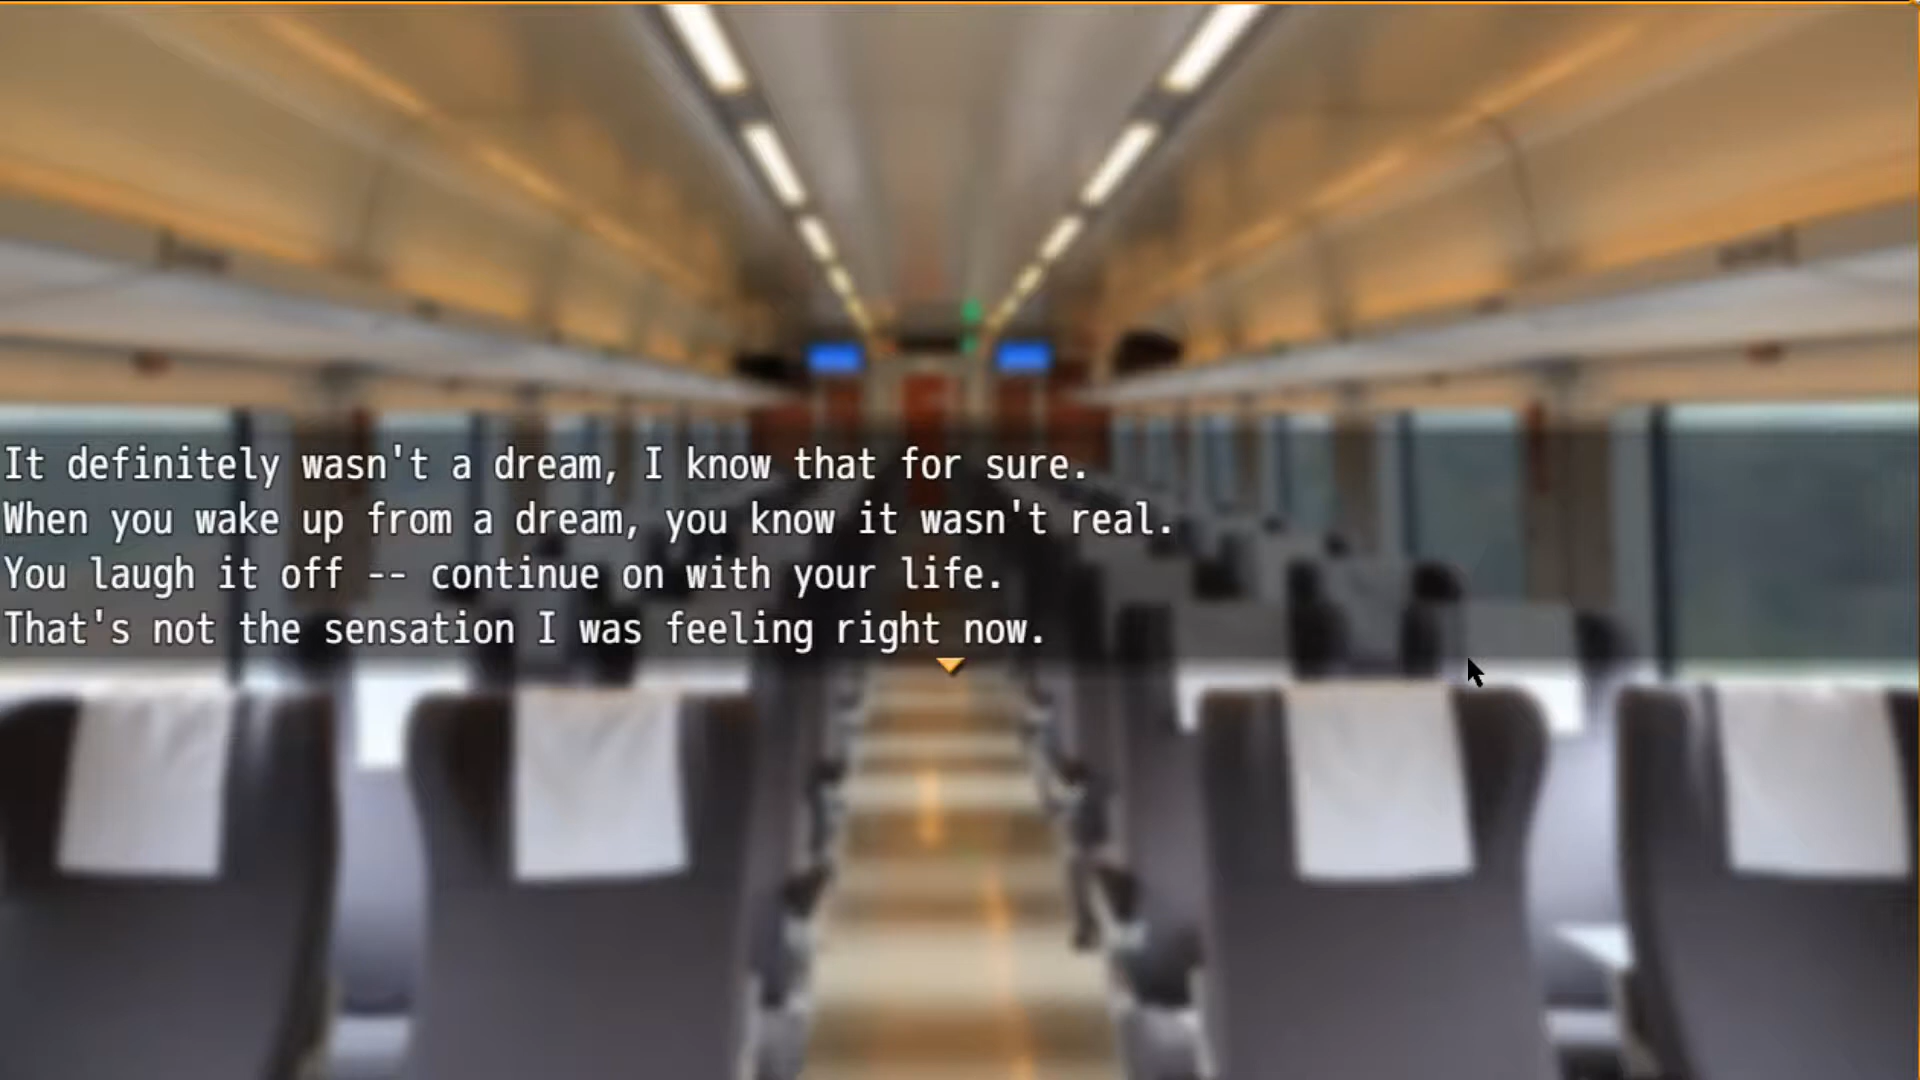 It definitely wasn't a dream, I know that for sure.
When you wake up from a dream, you know it wasn't real.
You laugh it off -- continue on with your life.
That's not the sensation I was feeling right now.